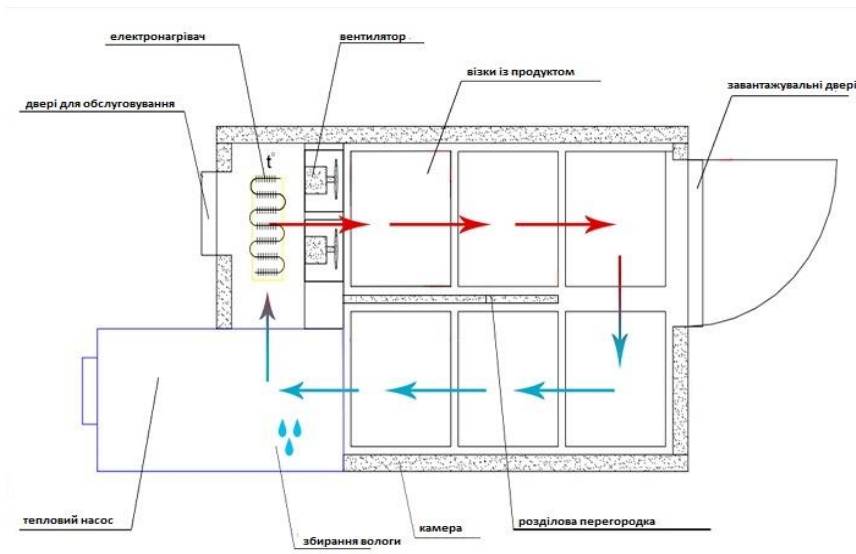 електронагрівач
вентилятор
візки із продуктом
завантажувальні двері
двері для обслуговування
t°
тепловий насос
збирання вологи
камера
розділова перегородка